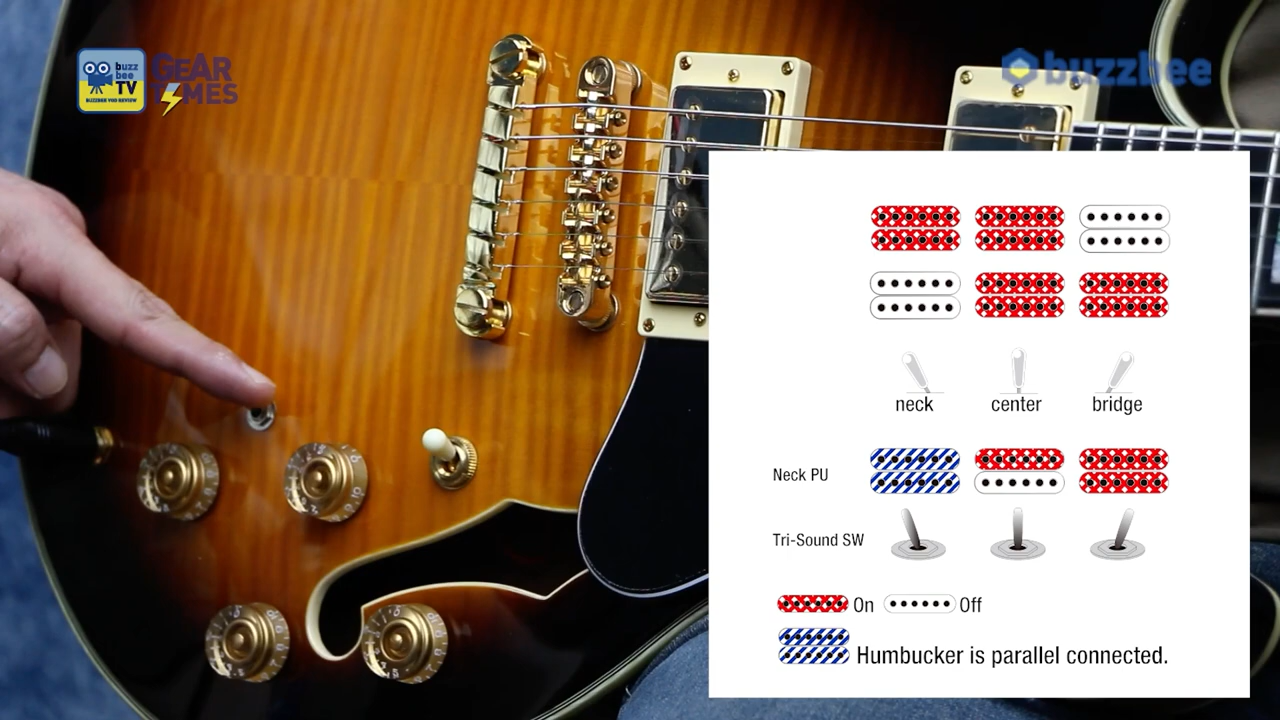 buzz
bee
TV
BUZZBEE VOD REVIEW
GEAR
TIMES
buzzbee
neck center bridge
Neck PU
Tri-Sound SW
On Off
Humbucker is parallel connected.